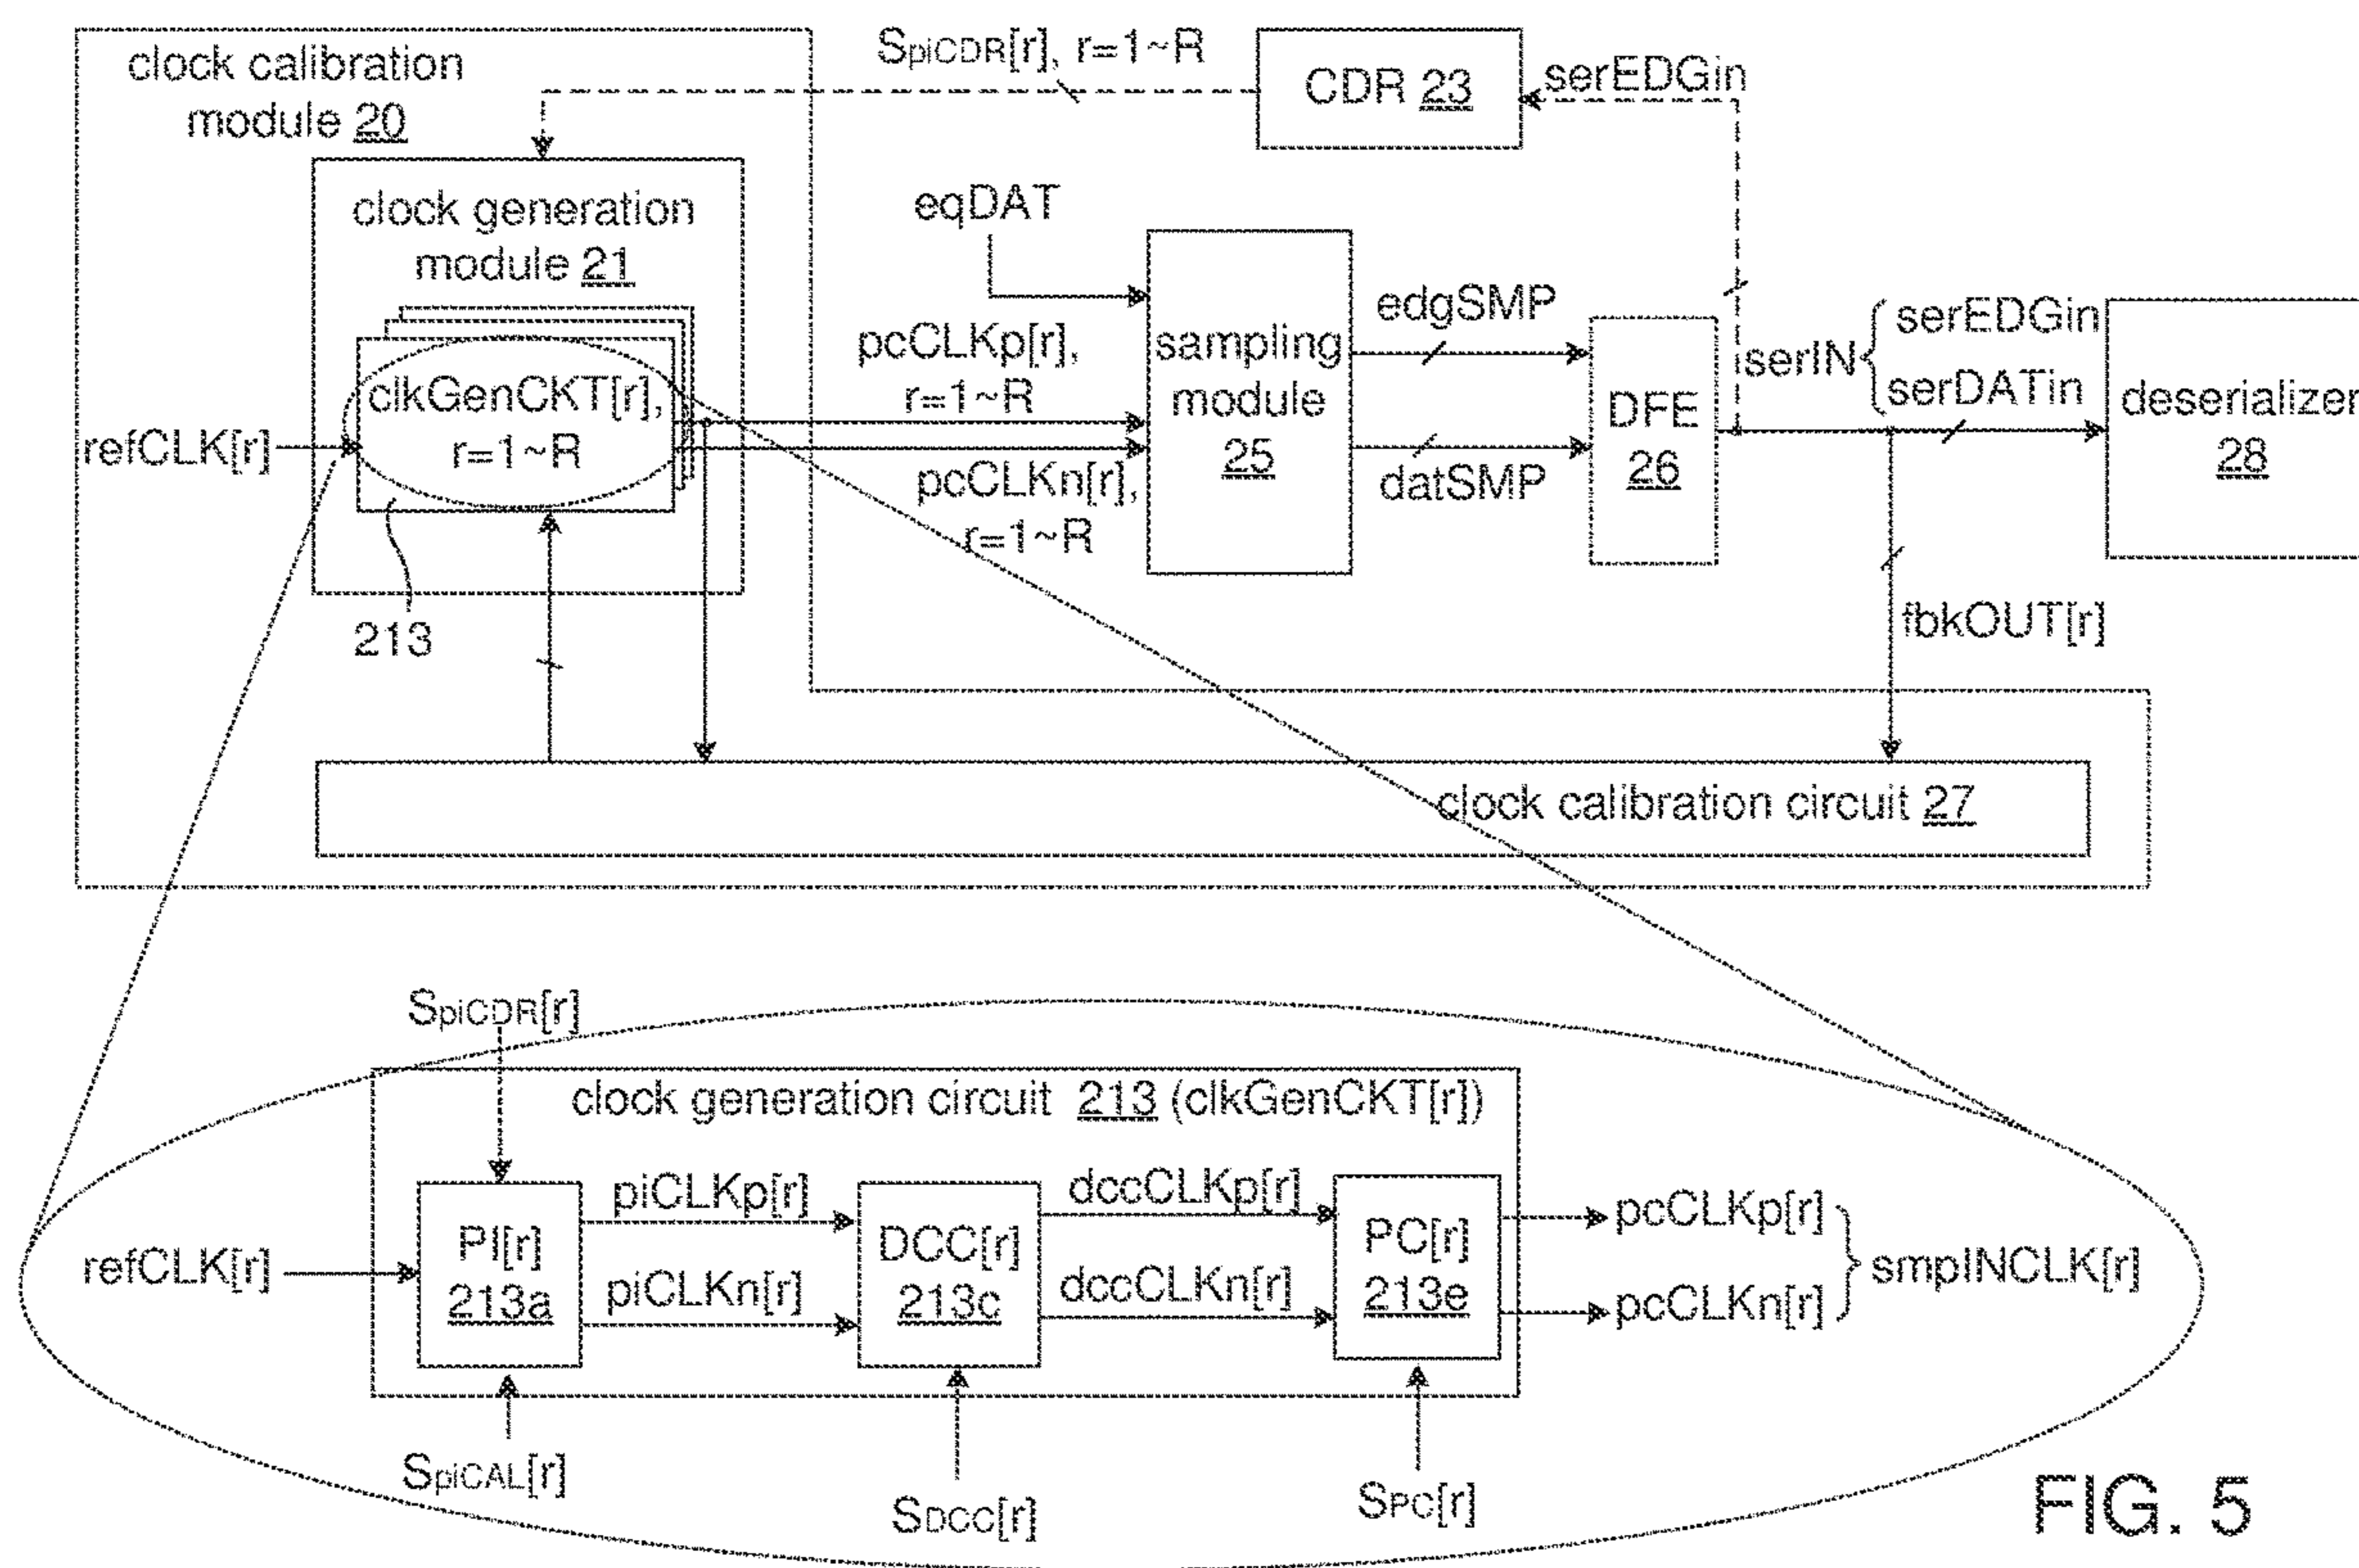 clock calibration
module 20
SpiCDR[r], r=1~R
CDR 23
serEDGin
clock generation
module 21
eqDAT
clkGenCKT[r],
r=1~R
refCLK[r]
213
pcCLKp[r],
r=1~R
pcCLKn[r],
r=1~R
sampling
module
25
edgSMP
datSMP
DFE
26
serIN
serEDGin
serDATin
deserializer
28
fbkOUT[r]
clock calibration circuit 27
SpiCDR[r]
clock generation circuit 213 (clkGenCKT[r])
refCLK[r]
PI[r]
213a
piCLKp[r]
piCLKn[r]
DCC[r]
213c
dccCLKp[r]
dccCLKn[r]
PC[r]
213e
pcCLKp[r]
pcCLKn[r]
smpINCLK[r]
SpiCAL[r]
SDCC[r]
SPC[r]
FIG. 5